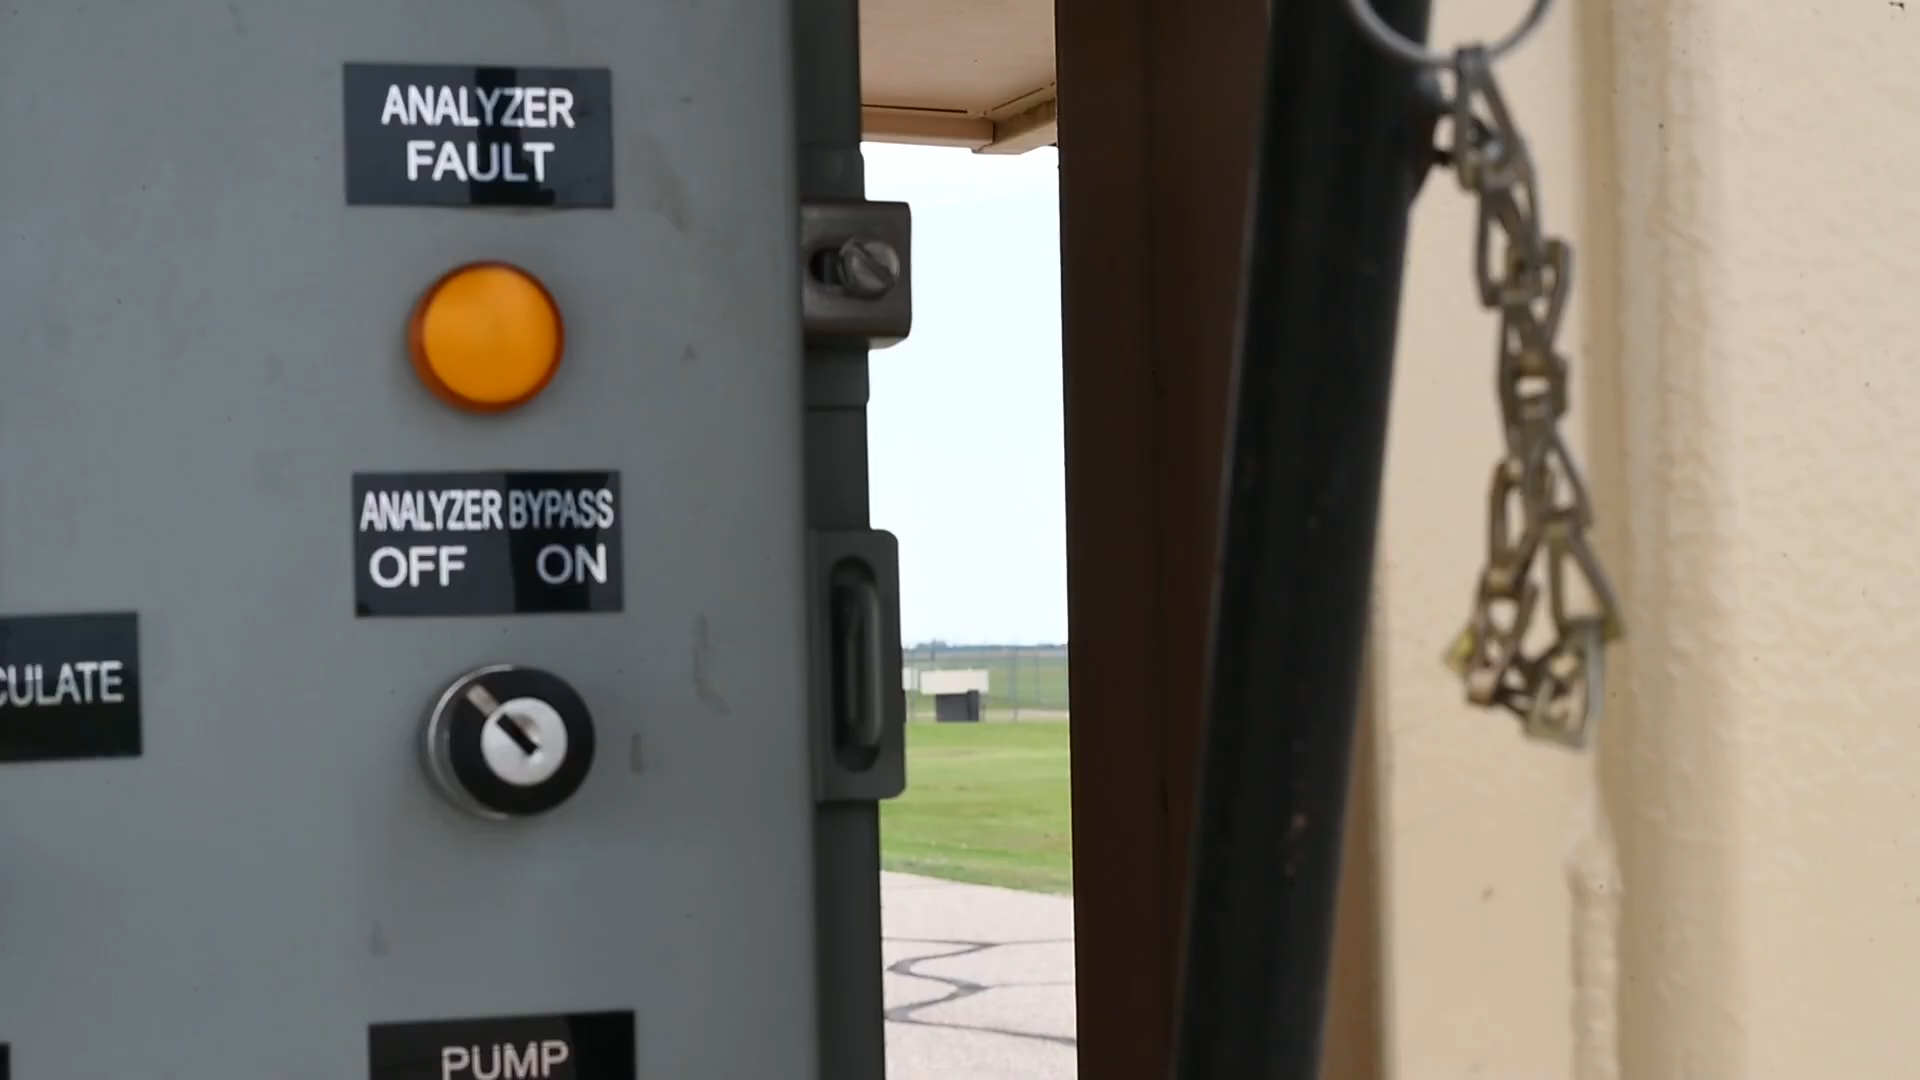 ANALYZER
FAULT
ANALYZER BYPASS
OFF ON
CULATE
PUMP